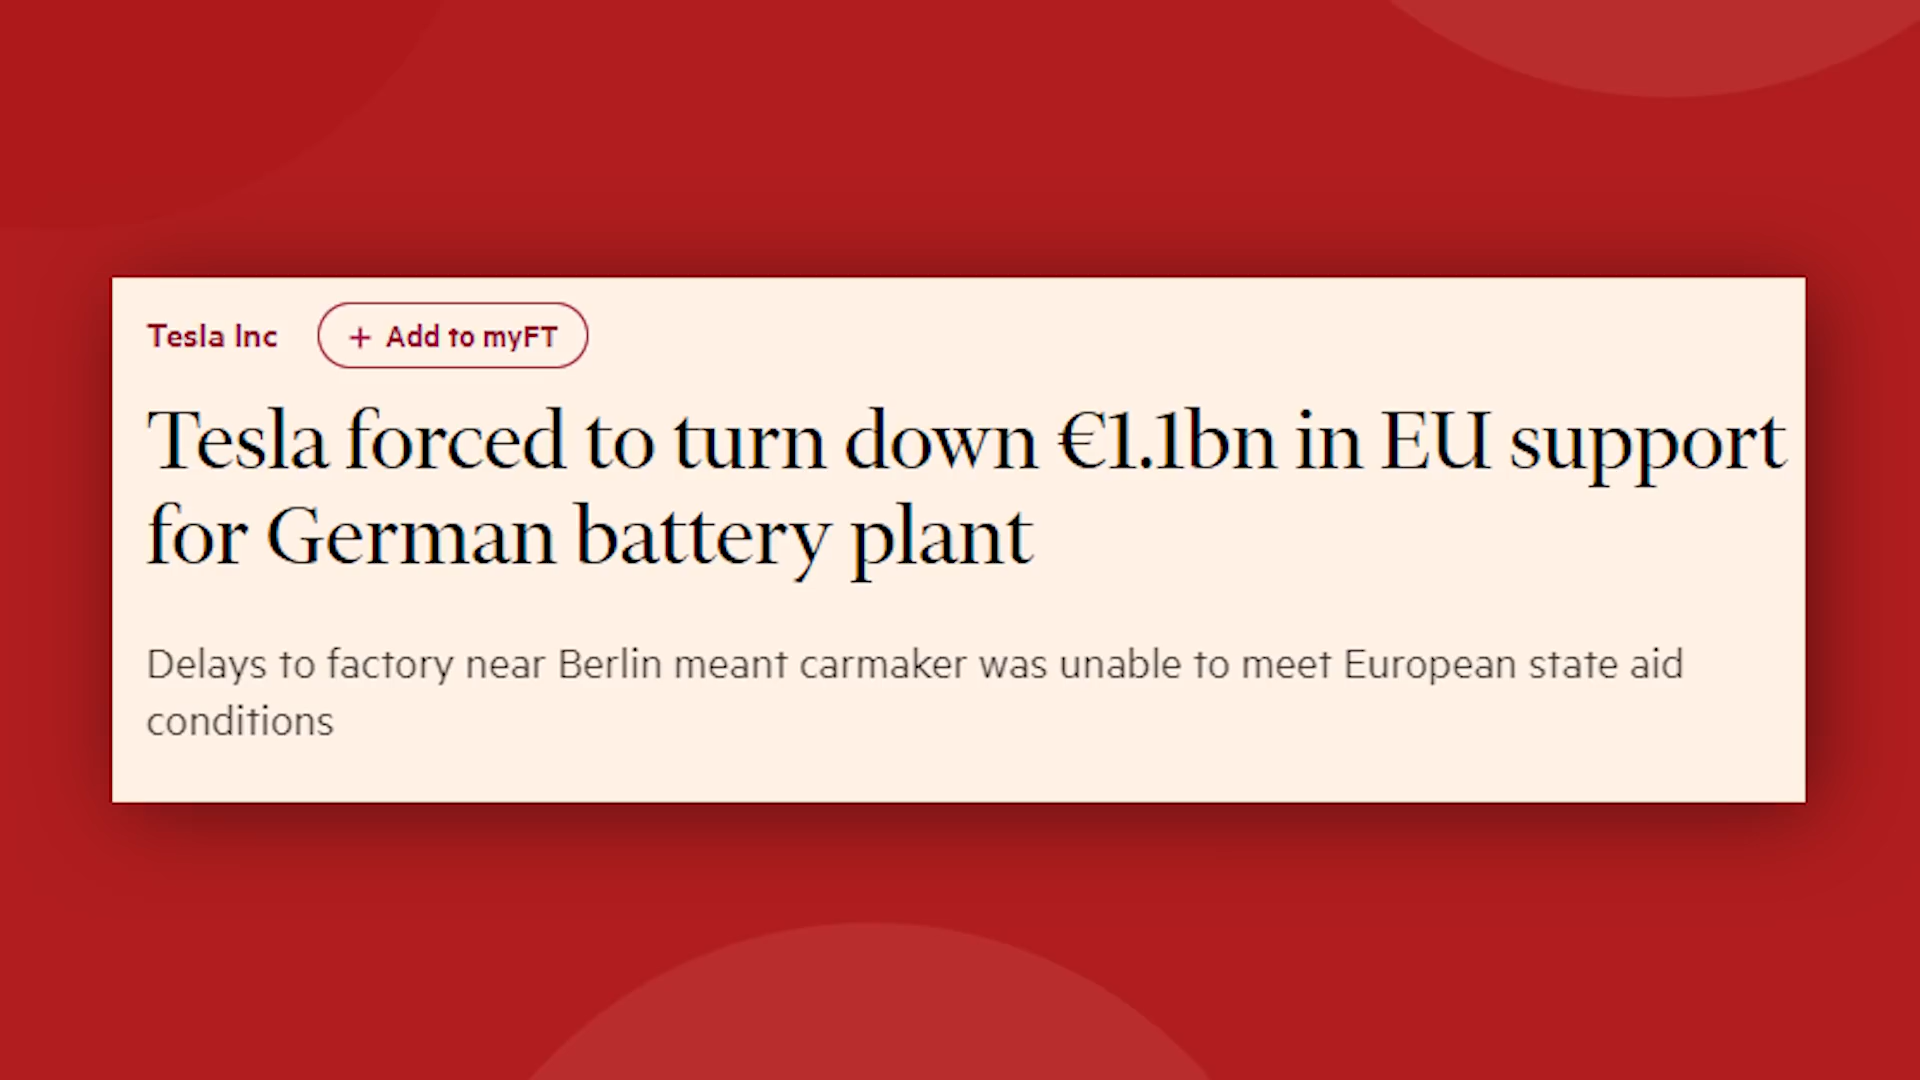 Tesla Inc + Add to myFT
Tesla forced to turn down €1.1bn in EU support
for German battery plant
Delays to factory near Berlin meant carmaker was unable to meet European state aid
conditions